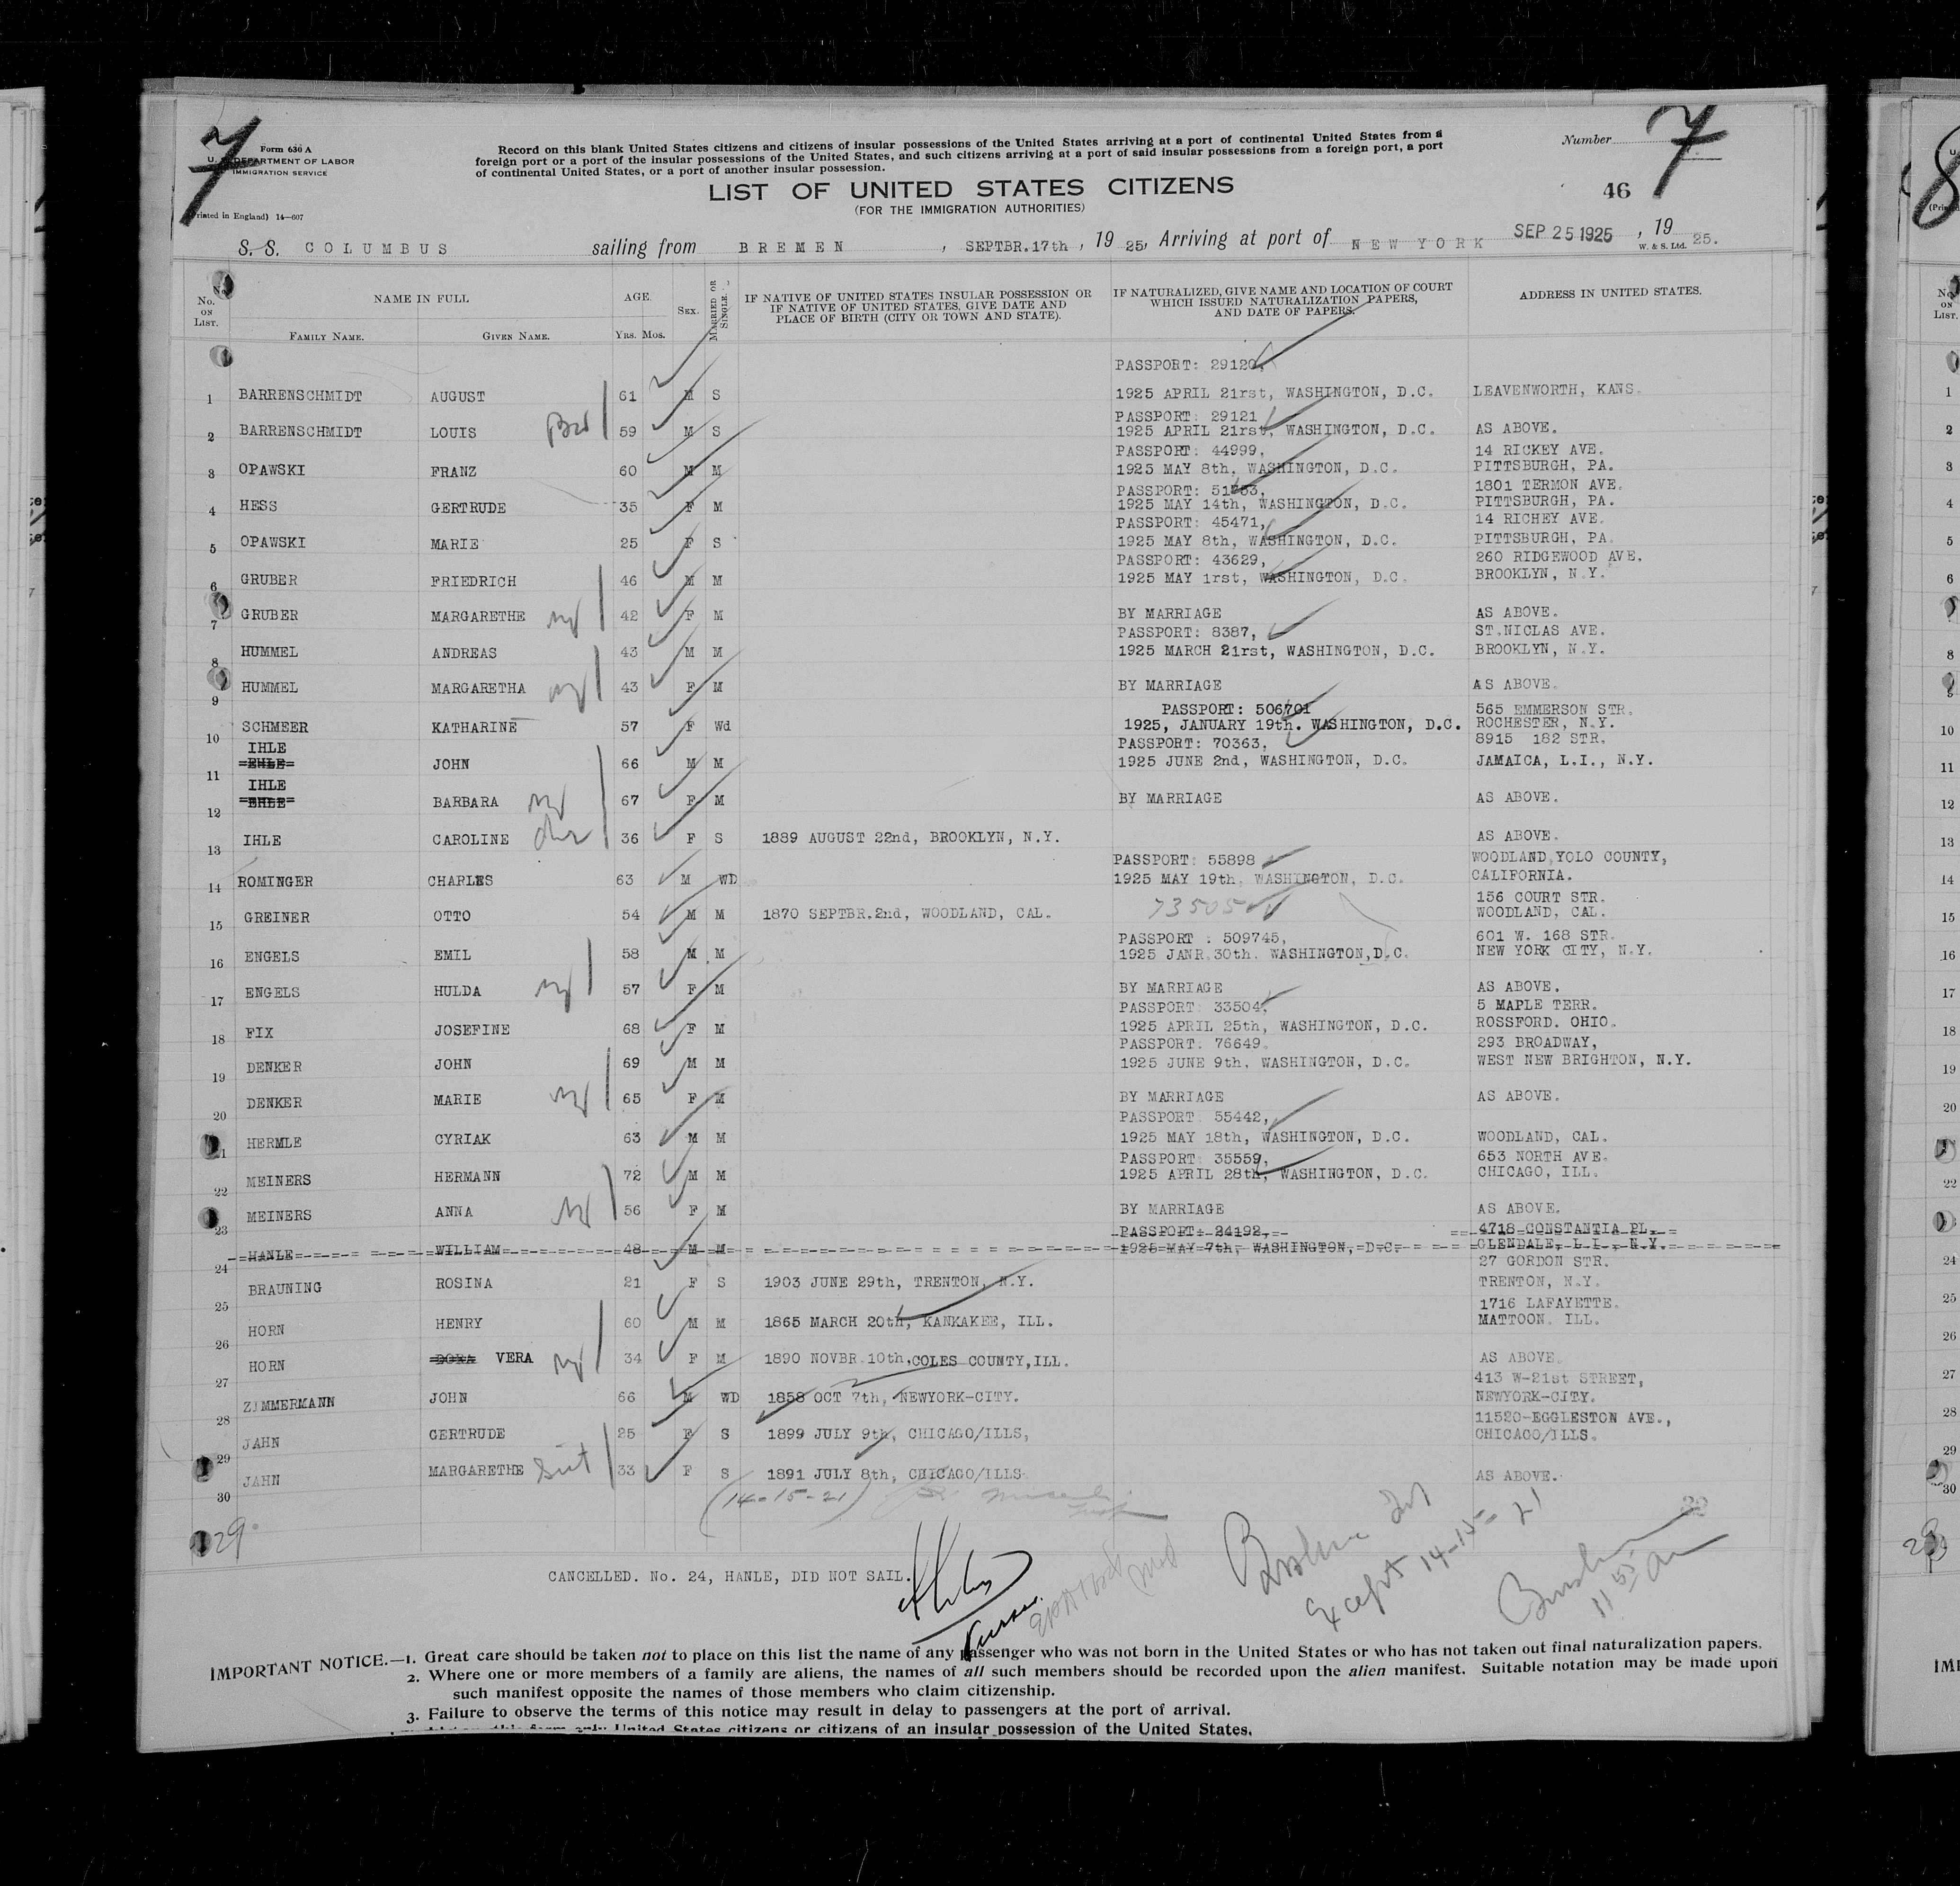 7
Form 630 A
U. S. DEPARTMENT OF LABOR
IMMIGRATION SERVICE
Printed in England) 14—607
Record on this blank United States citizens and citizens of insular possessions of the United States arriving at a port of continental United States from a
foreign port or a port of the insular possessions of the United States, and such citizens arriving at a port of said insular possessions from a foreign port, a port
of continental United States, or a port of another insular possession.
Number 7
LIST OF UNITED STATES CITIZENS
(FOR THE IMMIGRATION AUTHORITIES)
46
S. S. COLUMBUS sailing from BREMEN, SEPTBR.17th, 19 25, Arriving at port of NEW YORK SEP 25 1925, 19 25.
W. & S. Ltd.
No. ON LIST. NAME IN FULL AGE SEX. MARRIED OR SINGLE. IF NATIVE OF UNITED STATES INSULAR POSSESSION OR IF NATIVE OF UNITED STATES, GIVE DATE AND PLACE OF BIRTH (CITY OR TOWN AND STATE). IF NATURALIZED, GIVE NAME AND LOCATION OF COURT WHICH ISSUED NATURALIZATION PAPERS, AND DATE OF PAPERS. ADDRESS IN UNITED STATES.
FAMILY NAME. GIVEN NAME. YRS. MOS.
PASSPORT: 29120,
1 BARRENSCHMIDT AUGUST 61 M S 1925 APRIL 21rst, WASHINGTON, D.C. LEAVENWORTH, KANS.
PASSPORT: 29121
2 BARRENSCHMIDT LOUIS 59 M S 1925 APRIL 21rst, WASHINGTON, D.C. AS ABOVE.
PASSPORT: 44999, 14 RICKEY AVE.
3 OPAWSKI FRANZ 60 M M 1925 MAY 8th, WASHINGTON, D.C. PITTSBURGH, PA.
PASSPORT: 1801 TERMON AVE.
4 HESS GERTRUDE 35 F M 1925 MAY 14th, WASHINGTON, D.C. PITTSBURGH, PA.
PASSPORT: 45471, 14 RICHEY AVE.
5 OPAWSKI MARIE 25 F S 1925 MAY 8th, WASHINGTON, D.C. PITTSBURGH, PA.
PASSPORT: 43629, 260 RIDGEWOOD AVE.
6 GRUBER FRIEDRICH 46 M M 1925 MAY 1rst, WASHINGTON, D.C. BROOKLYN, N.Y.
7 GRUBER MARGARETHE 42 F M BY MARRIAGE AS ABOVE.
PASSPORT: 8387, ST.NICLAS AVE.
8 HUMMEL ANDREAS 43 M M 1925 MARCH 21rst, WASHINGTON, D.C. BROOKLYN, N.Y.
9 HUMMEL MARGARETHA 43 F M BY MARRIAGE AS ABOVE.
PASSPORT: 506701 565 EMMERSON STR.
10 SCHMEER KATHARINE 57 F Wd 1925, JANUARY 19th. WASHINGTON, D.C. ROCHESTER, N.Y.
IHLE PASSPORT: 70363, 8915 182 STR.
11 EHLE JOHN 66 M M 1925 JUNE 2nd, WASHINGTON, D.C. JAMAICA, L.I., N.Y.
IHLE
12 EHLE BARBARA 67 F M BY MARRIAGE AS ABOVE.
13 IHLE CAROLINE 36 F S 1889 AUGUST 22nd, BROOKLYN, N.Y. AS ABOVE.
PASSPORT: 55898 WOODLAND,YOLO COUNTY,
14 ROMINGER CHARLES 63 M WD 1925 MAY 19th, WASHINGTON, D.C. CALIFORNIA.
156 COURT STR.
15 GREINER OTTO 54 M M 1870 SEPTBR.2nd, WOODLAND, CAL. 73505 WOODLAND, CAL.
PASSPORT : 509745, 601 W. 168 STR.
16 ENGELS EMIL 58 M M 1925 JANR.30th, WASHINGTON,D.C. NEW YORK CITY, N.Y.
17 ENGELS HULDA 57 F M BY MARRIAGE AS ABOVE.
PASSPORT: 33504, 5 MAPLE TERR.
18 FIX JOSEFINE 68 F M 1925 APRIL 25th, WASHINGTON, D.C. ROSSFORD. OHIO.
PASSPORT: 76649. 293 BROADWAY,
19 DENKER JOHN 69 M M 1925 JUNE 9th, WASHINGTON, D.C. WEST NEW BRIGHTON, N.Y.
20 DENKER MARIE 65 F M BY MARRIAGE AS ABOVE.
PASSPORT: 55442,
21 HERMLE CYRIAK 63 M M 1925 MAY 18th, WASHINGTON, D.C. WOODLAND, CAL.
PASSPORT: 35559, 653 NORTH AVE.
22 MEINERS HERMANN 72 M M 1925 APRIL 28th, WASHINGTON, D.C. CHICAGO, ILL.
23 MEINERS ANNA 56 F M BY MARRIAGE AS ABOVE.
PASSPORT: 24192, 4718 CONSTANTIA PL.
24 HANLE WILLIAM 48 M M 1925 MAY 7th, WASHINGTON, D.C. GLENDALE, L.I., N.Y.
27 GORDON STR.
25 BRAUNING ROSINA 21 F S 1903 JUNE 29th, TRENTON, N.Y. TRENTON, N.Y.
1716 LAFAYETTE.
26 HORN HENRY 60 M M 1865 MARCH 20th, KANKAKEE, ILL. MATTOON. ILL.
27 HORN DORA VERA 34 F M 1890 NOVBR.10th,COLES COUNTY,ILL. AS ABOVE.
413 W-21st STREET,
28 ZIMMERMANN JOHN 66 M WD 1858 OCT 7th, NEWYORK-CITY. NEWYORK-CITY.
11520-EGGLESTON AVE.,
29 JAHN GERTRUDE 25 F S 1899 JULY 9th, CHICAGO/ILLS, CHICAGO/ILLS.
30 JAHN MARGARETHE Sist 33 F S 1891 JULY 8th, CHICAGO/ILLS. AS ABOVE.
(14-15-21)
29
Except 14-15-21
CANCELLED. No. 24, HANLE, DID NOT SAIL.
IMPORTANT NOTICE.—1. Great care should be taken not to place on this list the name of any passenger who was not born in the United States or who has not taken out final naturalization papers.
2. Where one or more members of a family are aliens, the names of all such members should be recorded upon the alien manifest. Suitable notation may be made upon
such manifest opposite the names of those members who claim citizenship.
3. Failure to observe the terms of this notice may result in delay to passengers at the port of arrival.
this form only United States citizens or citizens of an insular possession of the United States.